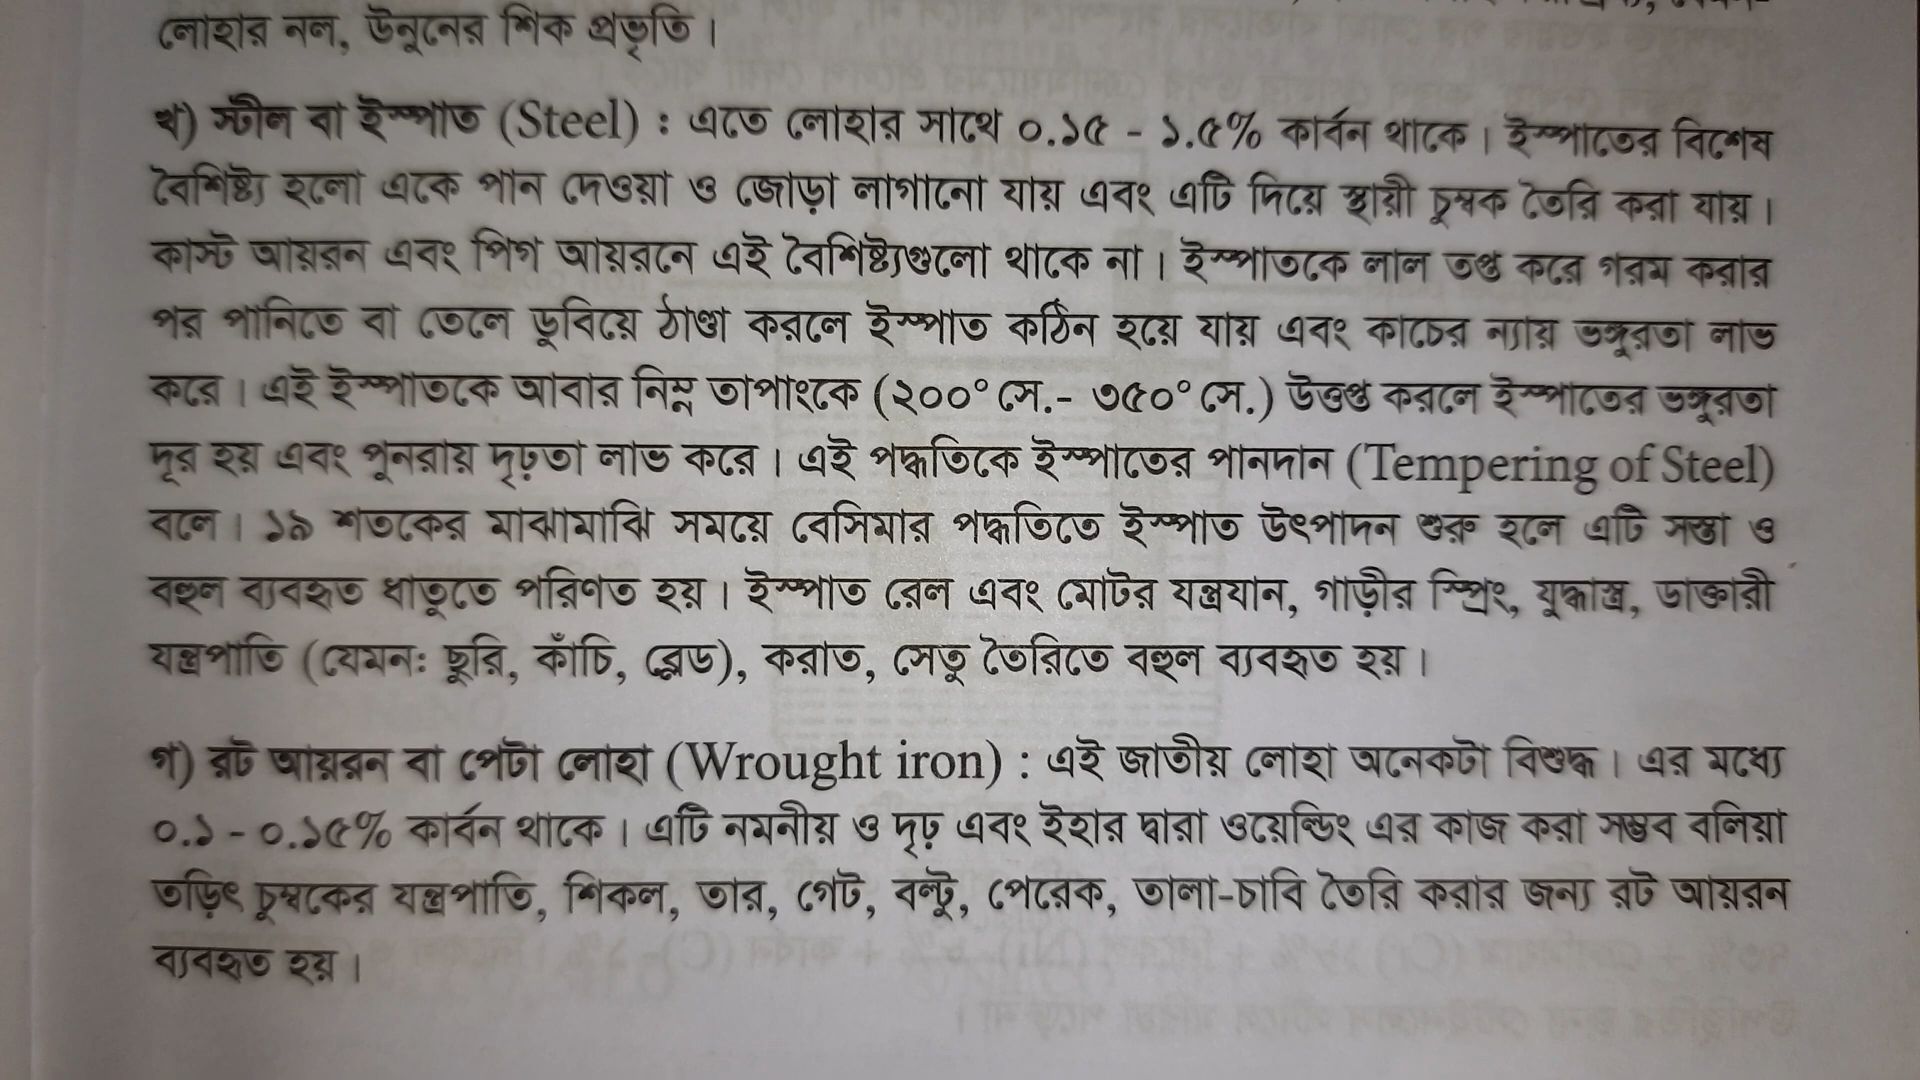 লোহার নল, উনুনের শিক প্রভৃতি।
খ) স্টীল বা ইস্পাত (Steel) : এতে লোহার সাথে ০.১৫ - ১.৫% কার্বন থাকে। ইস্পাতের বিশেষ
বৈশিষ্ট্য হলো একে পান দেওয়া ও জোড়া লাগানো যায় এবং এটি দিয়ে স্থায়ী চুম্বক তৈরি করা যায়।
কাস্ট আয়রন এবং পিগ আয়রনে এই বৈশিষ্ট্যগুলো থাকে না। ইস্পাতকে লাল তপ্ত করে গরম করার
পর পানিতে বা তেলে ডুবিয়ে ঠাণ্ডা করলে ইস্পাত কঠিন হয়ে যায় এবং কাচের ন্যায় ভঙ্গুরতা লাভ
করে। এই ইস্পাতকে আবার নিম্ন তাপাংকে (২০০° সে.- ৩৫০° সে.) উত্তপ্ত করলে ইস্পাতের ভঙ্গুরতা
দূর হয় এবং পুনরায় দৃঢ়তা লাভ করে। এই পদ্ধতিকে ইস্পাতের পানদান (Tempering of Steel)
বলে। ১৯ শতকের মাঝামাঝি সময়ে বেসিমার পদ্ধতিতে ইস্পাত উৎপাদন শুরু হলে এটি সস্তা ও
বহুল ব্যবহৃত ধাতুতে পরিণত হয়। ইস্পাত রেল এবং মোটর যন্ত্রযান, গাড়ীর স্প্রিং, যুদ্ধাস্ত্র, ডাক্তারী
যন্ত্রপাতি (যেমনঃ ছুরি, কাঁচি, ব্লেড), করাত, সেতু তৈরিতে বহুল ব্যবহৃত হয়।
গ) রট আয়রন বা পেটা লোহা (Wrought iron) : এই জাতীয় লোহা অনেকটা বিশুদ্ধ। এর মধ্যে
০.১ - ০.১৫% কার্বন থাকে। এটি নমনীয় ও দৃঢ় এবং ইহার দ্বারা ওয়েল্ডিং এর কাজ করা সম্ভব বলিয়া
তড়িৎ চুম্বকের যন্ত্রপাতি, শিকল, তার, গেট, বল্টু, পেরেক, তালা-চাবি তৈরি করার জন্য রট আয়রন
ব্যবহৃত হয়।